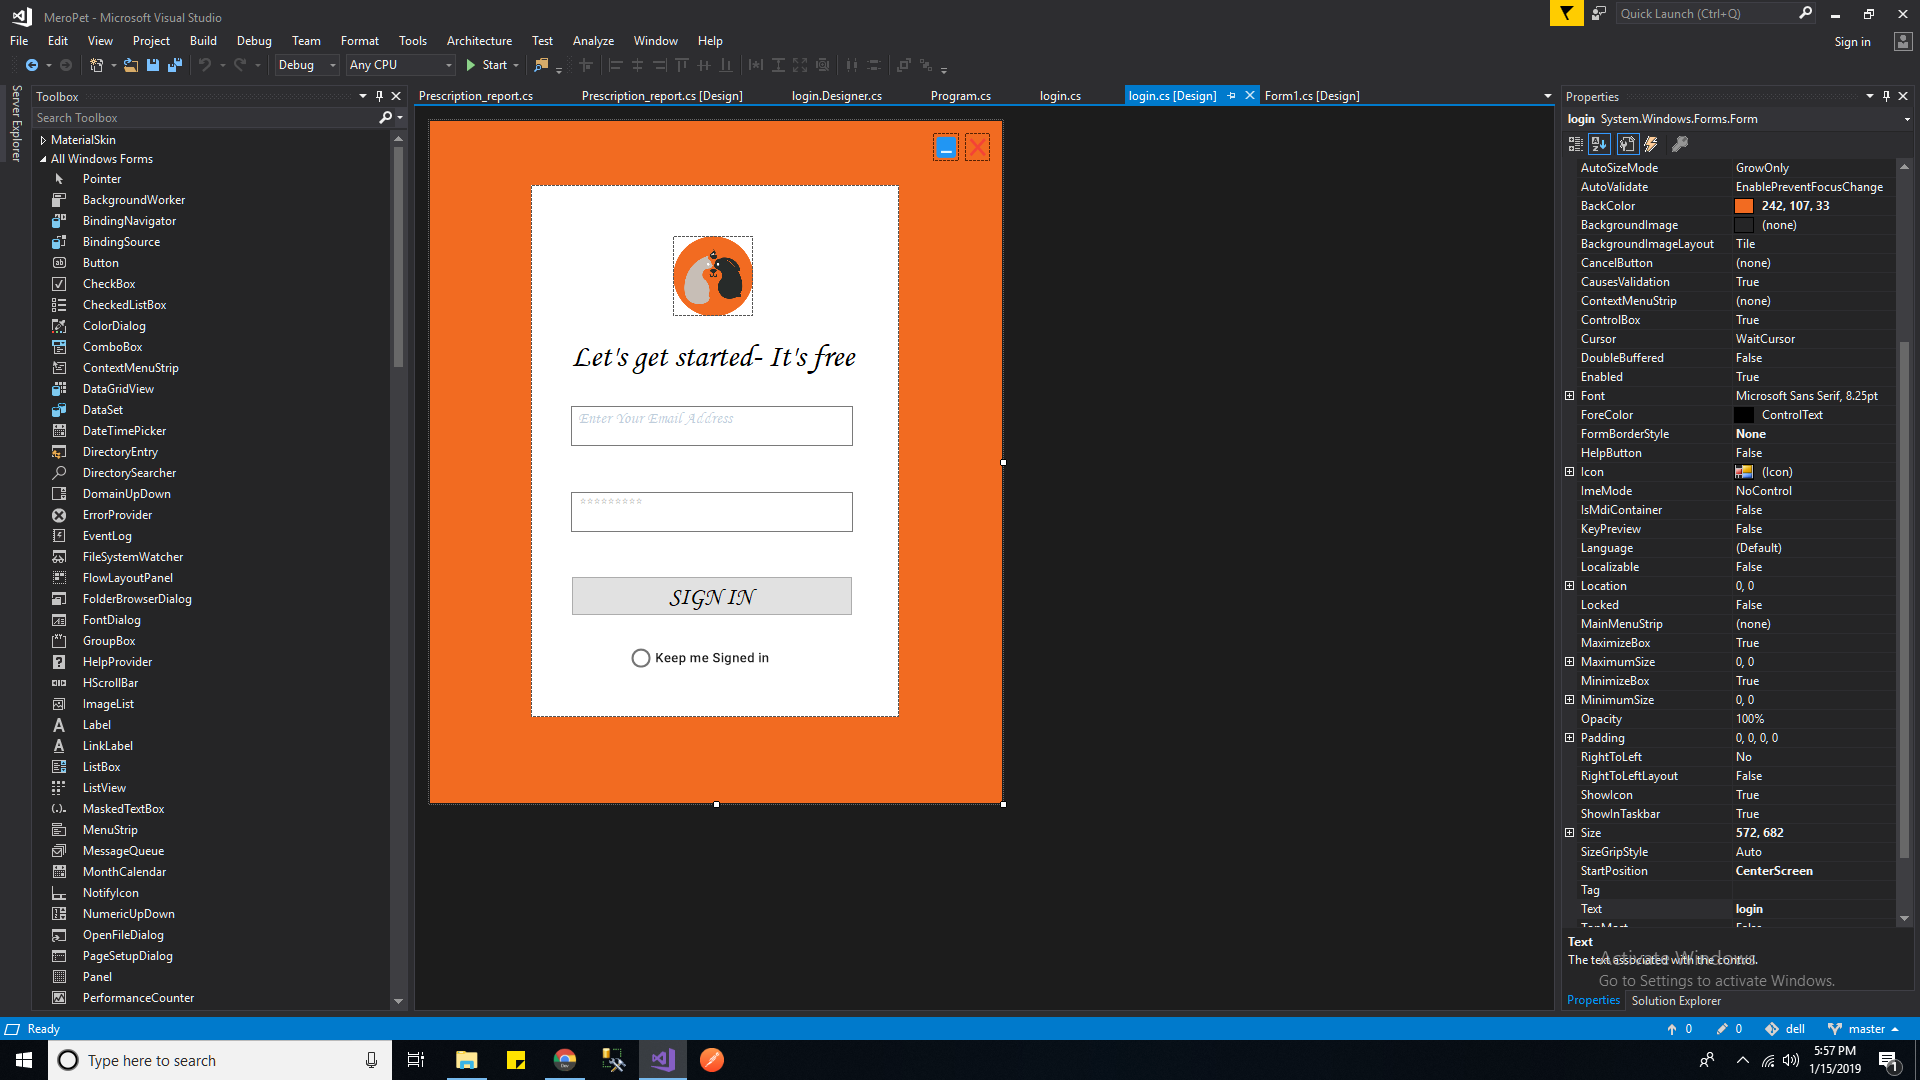 MeroPet - Microsoft Visual Studio
Quick Launch (Ctrl+Q)
File Edit View Project Build Debug Team Format Tools Architecture Test Analyze Window Help
Sign in
Debug Any CPU Start
Server Explorer
Toolbox
Search Toolbox
MaterialSkin
All Windows Forms
Pointer
BackgroundWorker
BindingNavigator
BindingSource
Button
CheckBox
CheckedListBox
ColorDialog
ComboBox
ContextMenuStrip
DataGridView
DataSet
DateTimePicker
DirectoryEntry
DirectorySearcher
DomainUpDown
ErrorProvider
EventLog
FileSystemWatcher
FlowLayoutPanel
FolderBrowserDialog
FontDialog
GroupBox
HelpProvider
HScrollBar
ImageList
Label
LinkLabel
ListBox
ListView
MaskedTextBox
MenuStrip
MessageQueue
MonthCalendar
NotifyIcon
NumericUpDown
OpenFileDialog
PageSetupDialog
Panel
PerformanceCounter
Prescription_report.cs Prescription_report.cs [Design] login.Designer.cs Program.cs login.cs login.cs [Design] Form1.cs [Design]
Let's get started- It's free
Enter Your Email Address
*********
SIGN IN
Keep me Signed in
Properties
login System.Windows.Forms.Form
AutoSizeMode GrowOnly
AutoValidate EnablePreventFocusChange
BackColor 242, 107, 33
BackgroundImage (none)
BackgroundImageLayout Tile
CancelButton (none)
CausesValidation True
ContextMenuStrip (none)
ControlBox True
Cursor WaitCursor
DoubleBuffered False
Enabled True
Font Microsoft Sans Serif, 8.25pt
ForeColor ControlText
FormBorderStyle None
HelpButton False
Icon (Icon)
ImeMode NoControl
IsMdiContainer False
KeyPreview False
Language (Default)
Localizable False
Location 0, 0
Locked False
MainMenuStrip (none)
MaximizeBox True
MaximumSize 0, 0
MinimizeBox True
MinimumSize 0, 0
Opacity 100%
Padding 0, 0, 0, 0
RightToLeft No
RightToLeftLayout False
ShowIcon True
ShowInTaskbar True
Size 572, 682
SizeGripStyle Auto
StartPosition CenterScreen
Tag
Text login
Text
The text associated with the control.
Activate Windows
Go to Settings to activate Windows.
Properties Solution Explorer
Ready
0 0 dell master
Type here to search
5:57 PM
1/15/2019
1